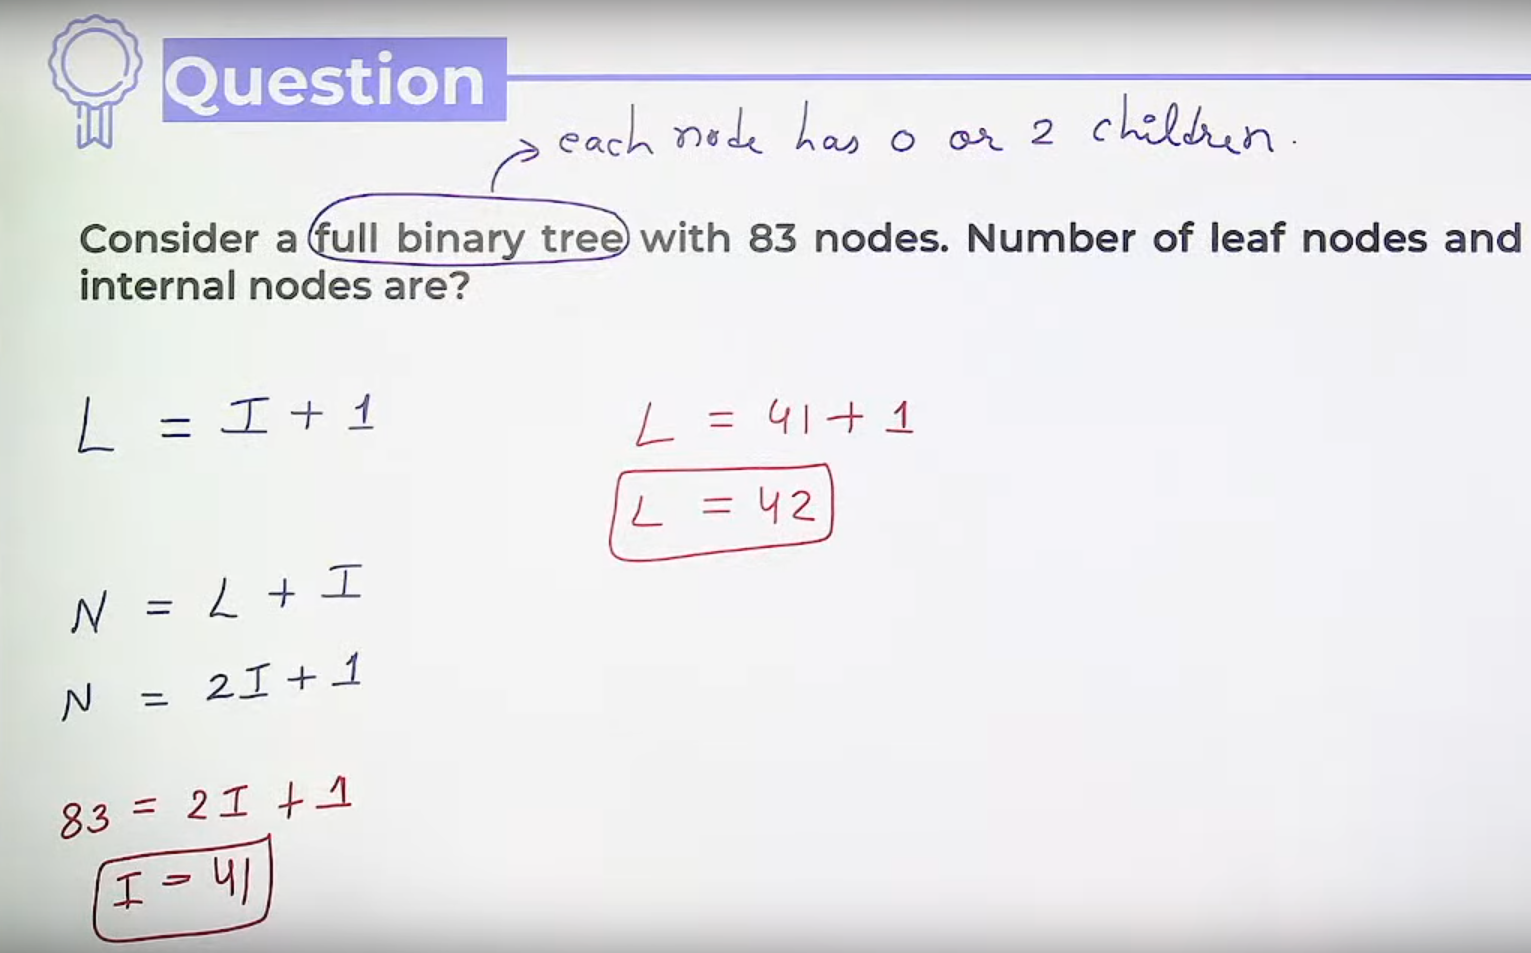 Question
each node has 0 or 2 children.
Consider a full binary tree with 83 nodes. Number of leaf nodes and
internal nodes are?
L = I + 1
N = L + I
N = 2I + 1
83 = 2I + 1
I = 41
L = 41 + 1
L = 42